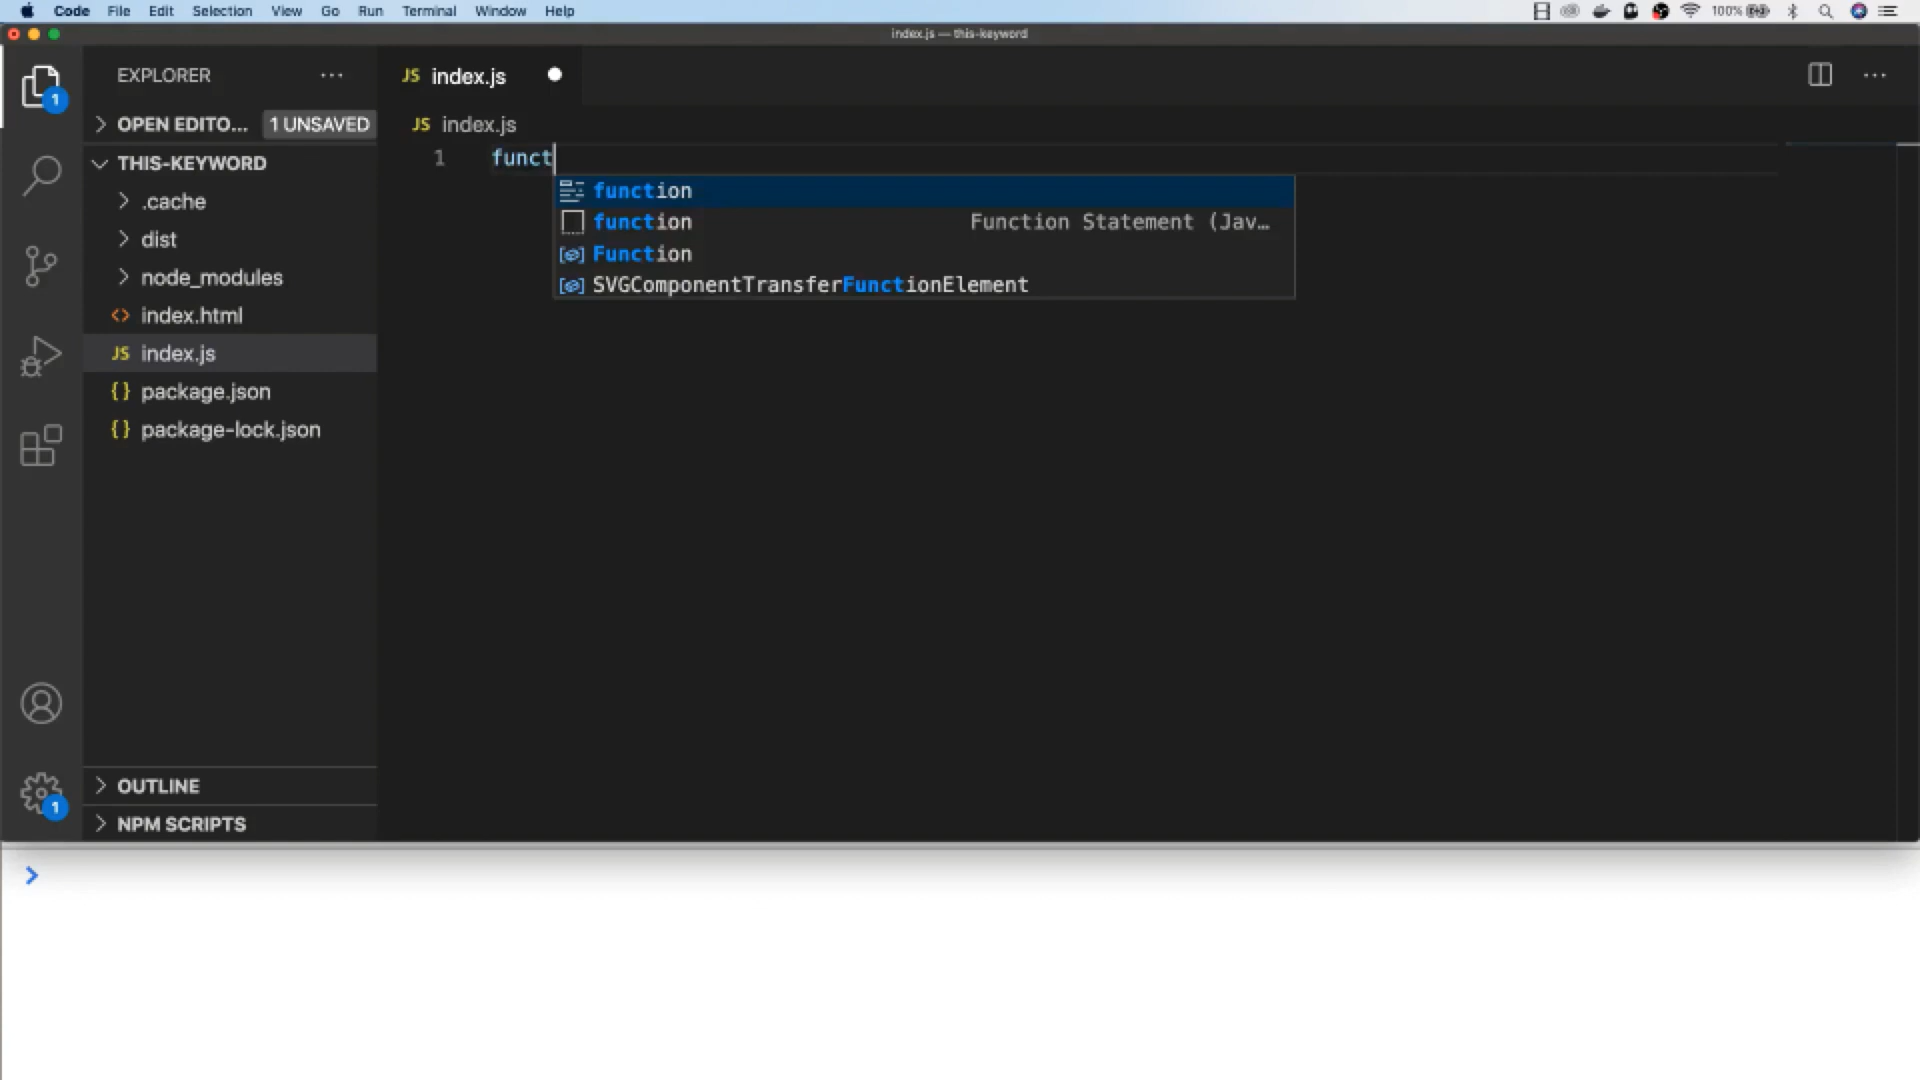 Code File Edit Selection View Go Run Terminal Window Help 100%
index.js — this-keyword
EXPLORER ···
JS index.js
1
OPEN EDITO... 1 UNSAVED
JS index.js
THIS-KEYWORD
1 funct
.cache
function
dist
function Function Statement (Jav…
node_modules
Function
index.html
SVGComponentTransferFunctionElement
JS index.js
{} package.json
{} package-lock.json
OUTLINE
1
NPM SCRIPTS